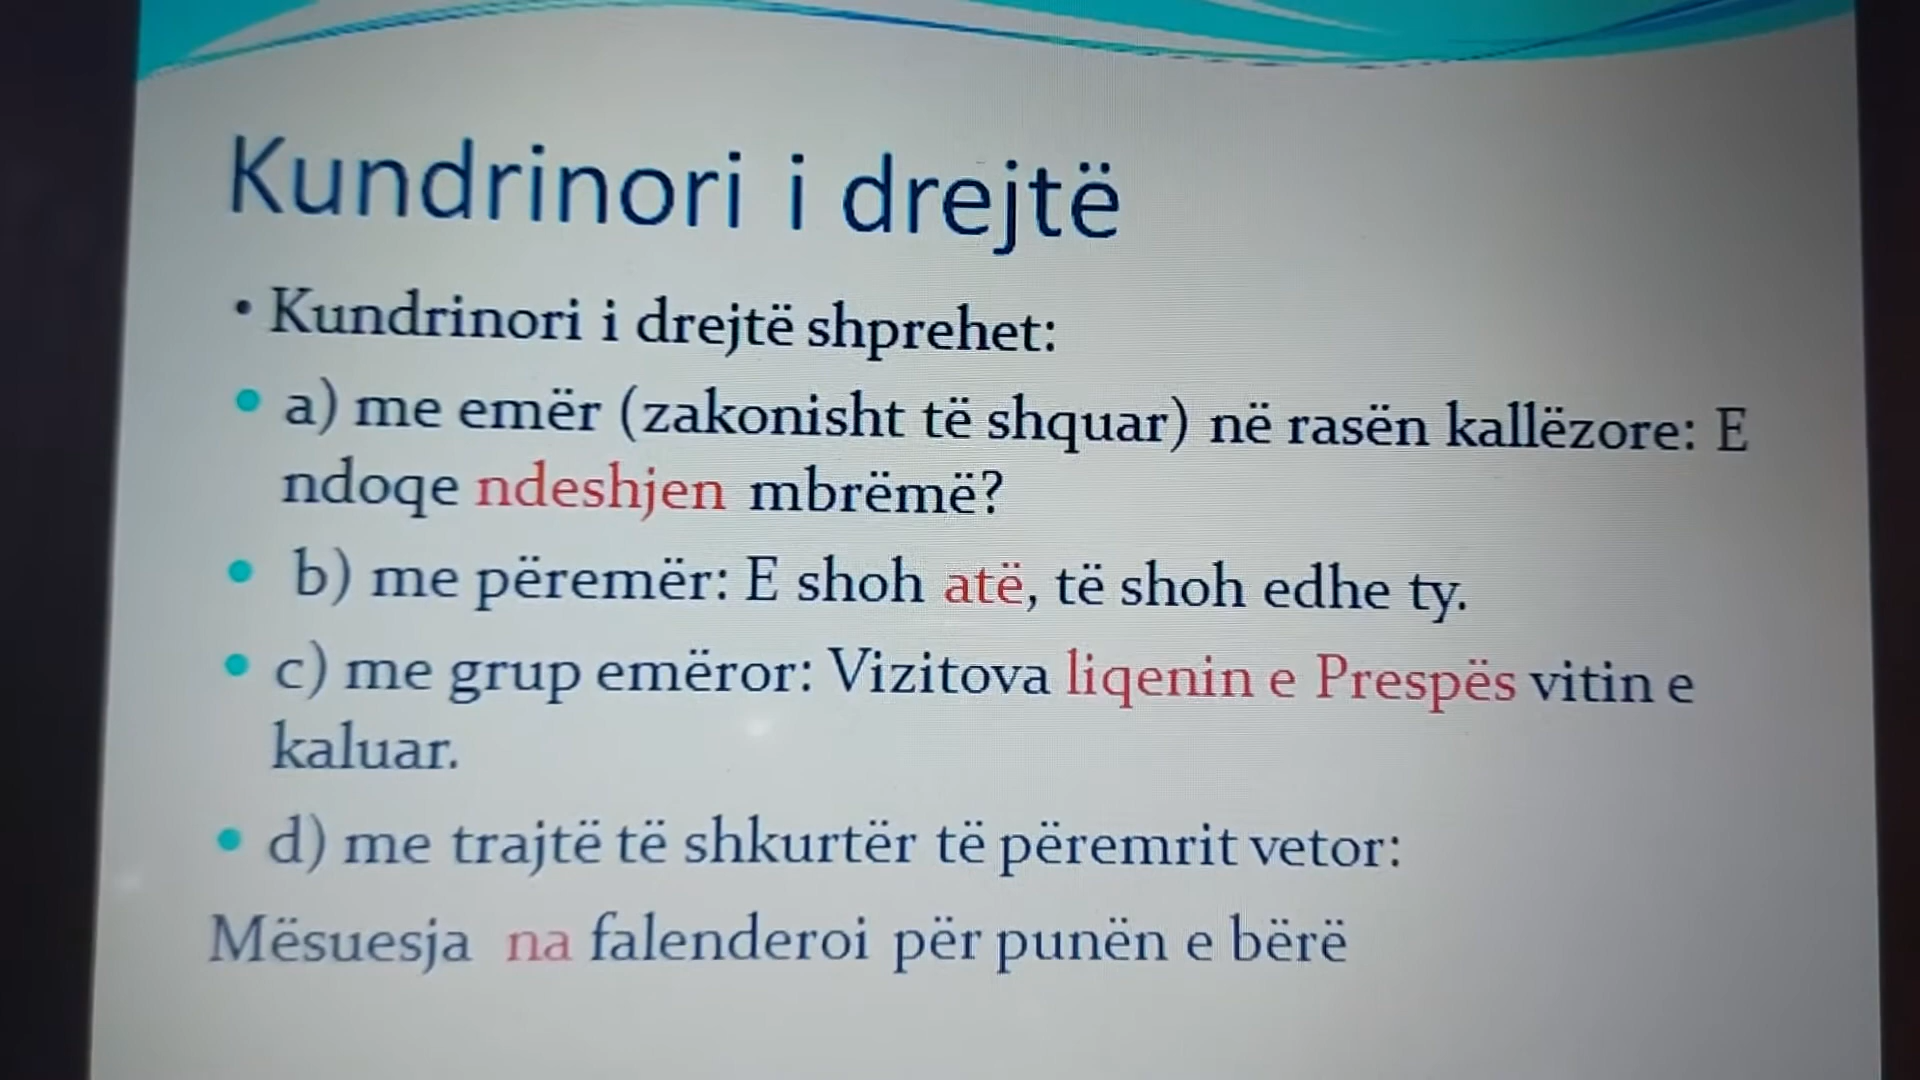 Kundrinori i drejtë
• Kundrinori i drejtë shprehet:
• a) me emër (zakonisht të shquar) në rasën kallëzore: E
ndoqe ndeshjen mbrëmë?
• b) me përemër: E shoh atë, të shoh edhe ty.
• c) me grup emëror: Vizitova liqenin e Prespës vitin e
kaluar.
• d) me trajtë të shkurtër të përemrit vetor:
Mësuesja na falenderoi për punën e bërë